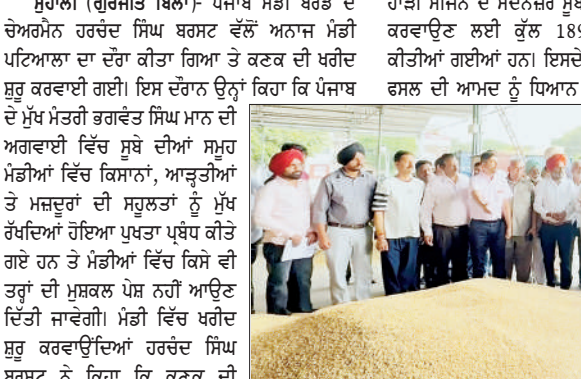 ਮੁਹਾਲੀ (ਗੁਰਜੀਤ ਬਿੱਲਾ)- ਪੰਜਾਬ ਮੰਡੀ ਬੋਰਡ ਦੇ
ਚੇਅਰਮੈਨ ਹਰਚੰਦ ਸਿੰਘ ਬਰਸਟ ਵੱਲੋਂ ਅਨਾਜ ਮੰਡੀ
ਪਟਿਆਲਾ ਦਾ ਦੌਰਾ ਕੀਤਾ ਗਿਆ ਤੇ ਕਣਕ ਦੀ ਖਰੀਦ
ਸ਼ੁਰੂ ਕਰਵਾਈ ਗਈ। ਇਸ ਦੌਰਾਨ ਉਨ੍ਹਾਂ ਕਿਹਾ ਕਿ ਪੰਜਾਬ
ਦੇ ਮੁੱਖ ਮੰਤਰੀ ਭਗਵੰਤ ਸਿੰਘ ਮਾਨ ਦੀ
ਅਗਵਾਈ ਵਿੱਚ ਸੂਬੇ ਦੀਆਂ ਸਮੂਹ
ਮੰਡੀਆਂ ਵਿੱਚ ਕਿਸਾਨਾਂ, ਆੜ੍ਹਤੀਆਂ
ਤੇ ਮਜ਼ਦੂਰਾਂ ਦੀ ਸਹੂਲਤਾਂ ਨੂੰ ਮੁੱਖ
ਰੱਖਦਿਆਂ ਹੋਇਆ ਪੁਖਤਾ ਪ੍ਰਬੰਧ ਕੀਤੇ
ਗਏ ਹਨ ਤੇ ਮੰਡੀਆਂ ਵਿੱਚ ਕਿਸੇ ਵੀ
ਤਰ੍ਹਾਂ ਦੀ ਮੁਸ਼ਕਲ ਪੇਸ਼ ਨਹੀਂ ਆਉਣ
ਦਿੱਤੀ ਜਾਵੇਗੀ। ਮੰਡੀ ਵਿੱਚ ਖਰੀਦ
ਸ਼ੁਰੂ ਕਰਵਾਉਂਦਿਆਂ ਹਰਚੰਦ ਸਿੰਘ
ਬਰਸਟ ਨੇ ਕਿਹਾ ਕਿ ਕਣਕ ਦੀ
ਹਾੜੀ ਸੀਜਨ ਦੇ ਮੱਦੇਨਜ਼ਰ
ਕਰਵਾਉਣ ਲਈ ਕੁੱਲ 189
ਕੀਤੀਆਂ ਗਈਆਂ ਹਨ। ਇਸਦੇ
ਫਸਲ ਦੀ ਆਮਦ ਨੂੰ ਧਿਆਨ